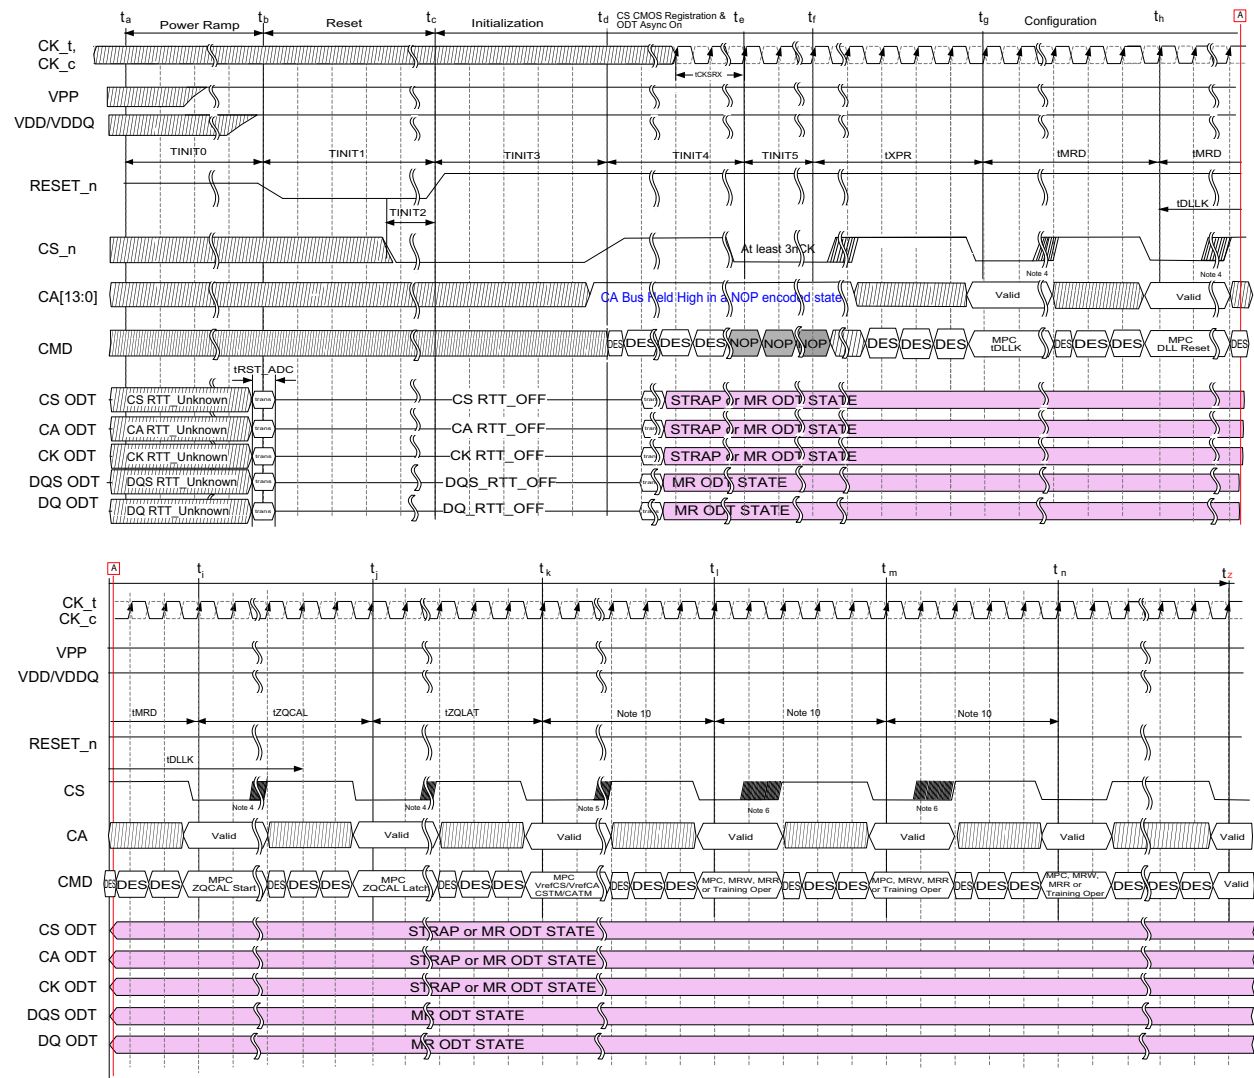 ta tb tc td te tf tg th A
Power Ramp Reset Initialization CS CMOS Registration & Configuration
ODT Async On
CK_t,
CK_c
tCKSRX
VPP
VDD/VDDQ
TINIT0 TINIT1 TINIT3 TINIT4 TINIT5 tXPR tMRD tMRD
RESET_n
TINIT2 tDLLK
CS_n At least 3nCK
Note 4 Note 4
CA[13:0] CA Bus Held High in a NOP encoded state Valid Valid
CMD DES DES DES DES NOP NOP NOP DES DES DES MPC tDLLK DES DES DES MPC DLL Reset DES
tRST_ADC
CS ODT CS RTT_Unknown trans CS RTT_OFF tran STRAP or MR ODT STATE
CA ODT CA RTT_Unknown trans CA RTT_OFF tran STRAP or MR ODT STATE
CK ODT CK RTT_Unknown trans CK RTT_OFF tran STRAP or MR ODT STATE
DQS ODT DQS RTT_Unknown trans DQS_RTT_OFF tran MR ODT STATE
DQ ODT DQ RTT_Unknown trans DQ_RTT_OFF tran MR ODT STATE
A ti tj tk tl tm tn tz
CK_t
CK_c
VPP
VDD/VDDQ
tMRD tZQCAL tZQLAT Note 10 Note 10 Note 10
RESET_n
tDLLK
CS
Note 4 Note 4 Note 5 Note 6 Note 6
CA Valid Valid Valid Valid Valid Valid Valid
CMD DES DES DES MPC ZQCAL Start DES DES DES MPC ZQCAL Latch DES DES DES MPC VrefCS/VrefCA CSTM/CATM DES DES DES MPC, MRW, MRR or Training Oper DES DES DES MPC, MRW, MRR or Training Oper DES DES DES MPC, MRW, MRR or Training Oper DES DES DES Valid
CS ODT STRAP or MR ODT STATE
CA ODT STRAP or MR ODT STATE
CK ODT STRAP or MR ODT STATE
DQS ODT MR ODT STATE
DQ ODT MR ODT STATE